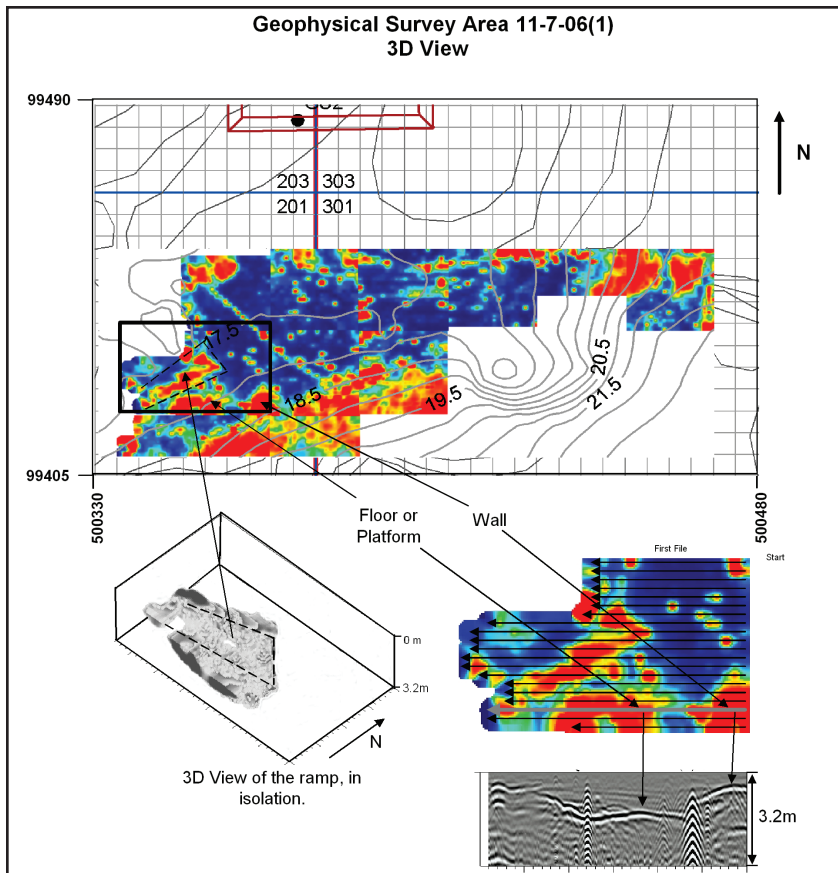 Geophysical Survey Area 11-7-06(1)
3D View
99490
N
203 303
201 301
17.5
18.5
19.5
20.5
21.5
99405
500330
500480
Floor or
Platform
Wall
First File
Start
0 m
3.2m
N
3D View of the ramp, in
isolation.
3.2m